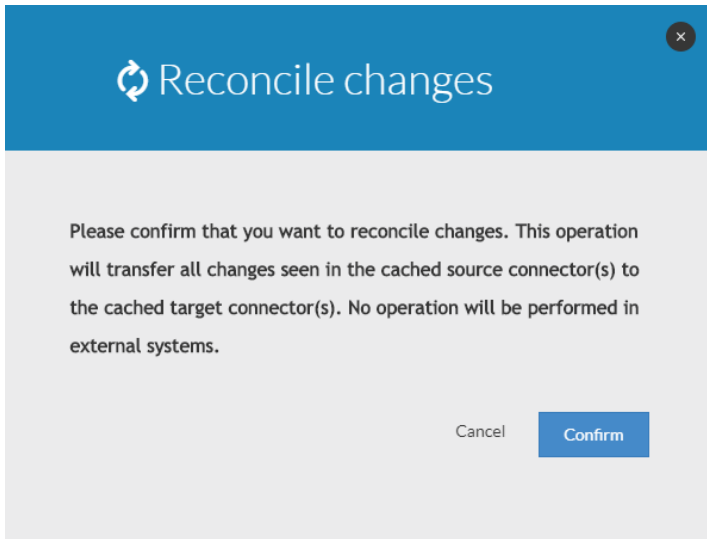 Reconcile changes
Please confirm that you want to reconcile changes. This operation
will transfer all changes seen in the cached source connector(s) to
the cached target connector(s). No operation will be performed in
external systems.
Cancel
Confirm